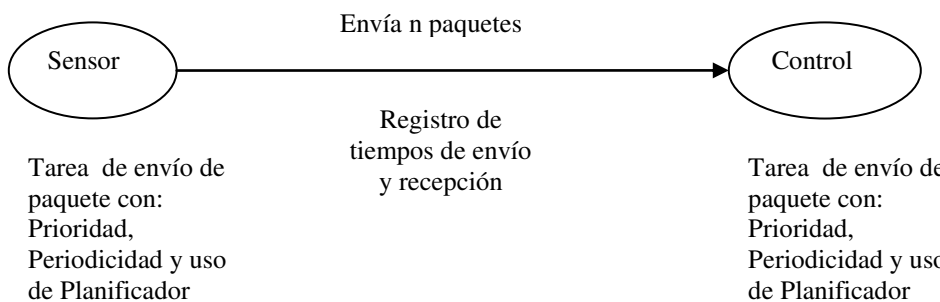 Envía n paquetes
Sensor
Control
Registro de
tiempos de envío
y recepción
Tarea de envío de
paquete con:
Prioridad,
Periodicidad y uso
de Planificador
Tarea de envío de
paquete con:
Prioridad,
Periodicidad y uso
de Planificador